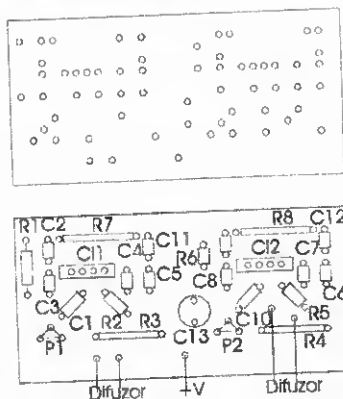 R1 C2 R7 C11 R8 C12
CI1 C4 R6 CI2 C7
C3 C5 C8 C6
C1 R2 R3 C10 R5
P1 C13 P2 R4
Difuzor +V Difuzor